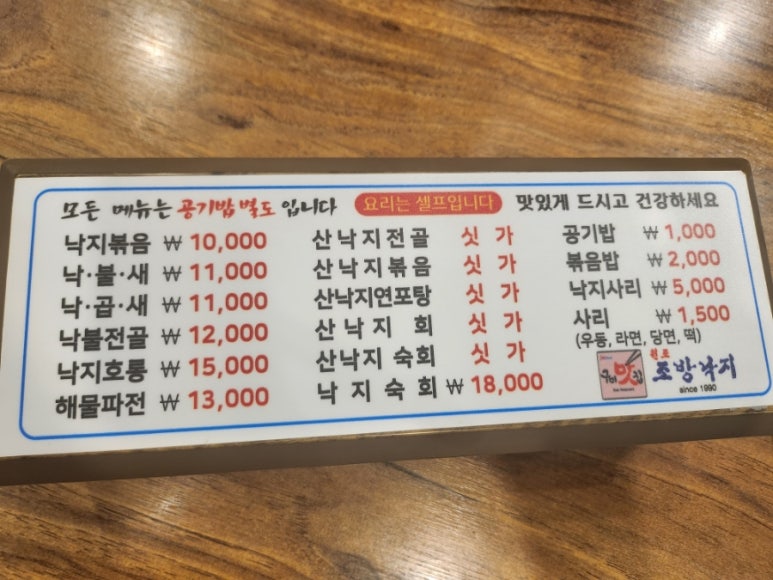 모든 메뉴는 공기밥 별도 입니다 요리는 셀프입니다 맛있게 드시고 건강하세요
낙지볶음 ₩ 10,000
낙·불·새 ₩ 11,000
낙·곱·새 ₩ 11,000
낙불전골 ₩ 12,000
낙지호롱 ₩ 15,000
해물파전 ₩ 13,000
산낙지전골 싯가
산낙지볶음 싯가
산낙지연포탕 싯가
산낙지회 싯가
산낙지숙회 싯가
낙지숙회 ₩ 18,000
공기밥 ₩ 1,000
볶음밥 ₩ 2,000
낙지사리 ₩ 5,000
사리 ₩ 1,500
(우동, 라면, 당면, 떡)
맛집
원조
조방낙지
since 1990